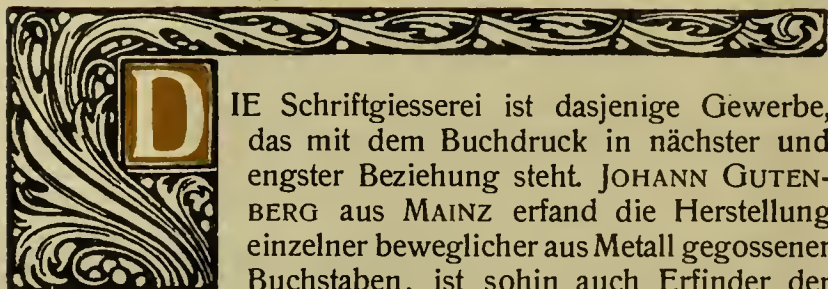 DIE Schriftgiesserei ist dasjenige Gewerbe,
das mit dem Buchdruck in nächster und
engster Beziehung steht. JOHANN GUTEN-
BERG aus MAINZ erfand die Herstellung
einzelner beweglicher aus Metall gegossener
Buchstaben, ist sohin auch Erfinder der